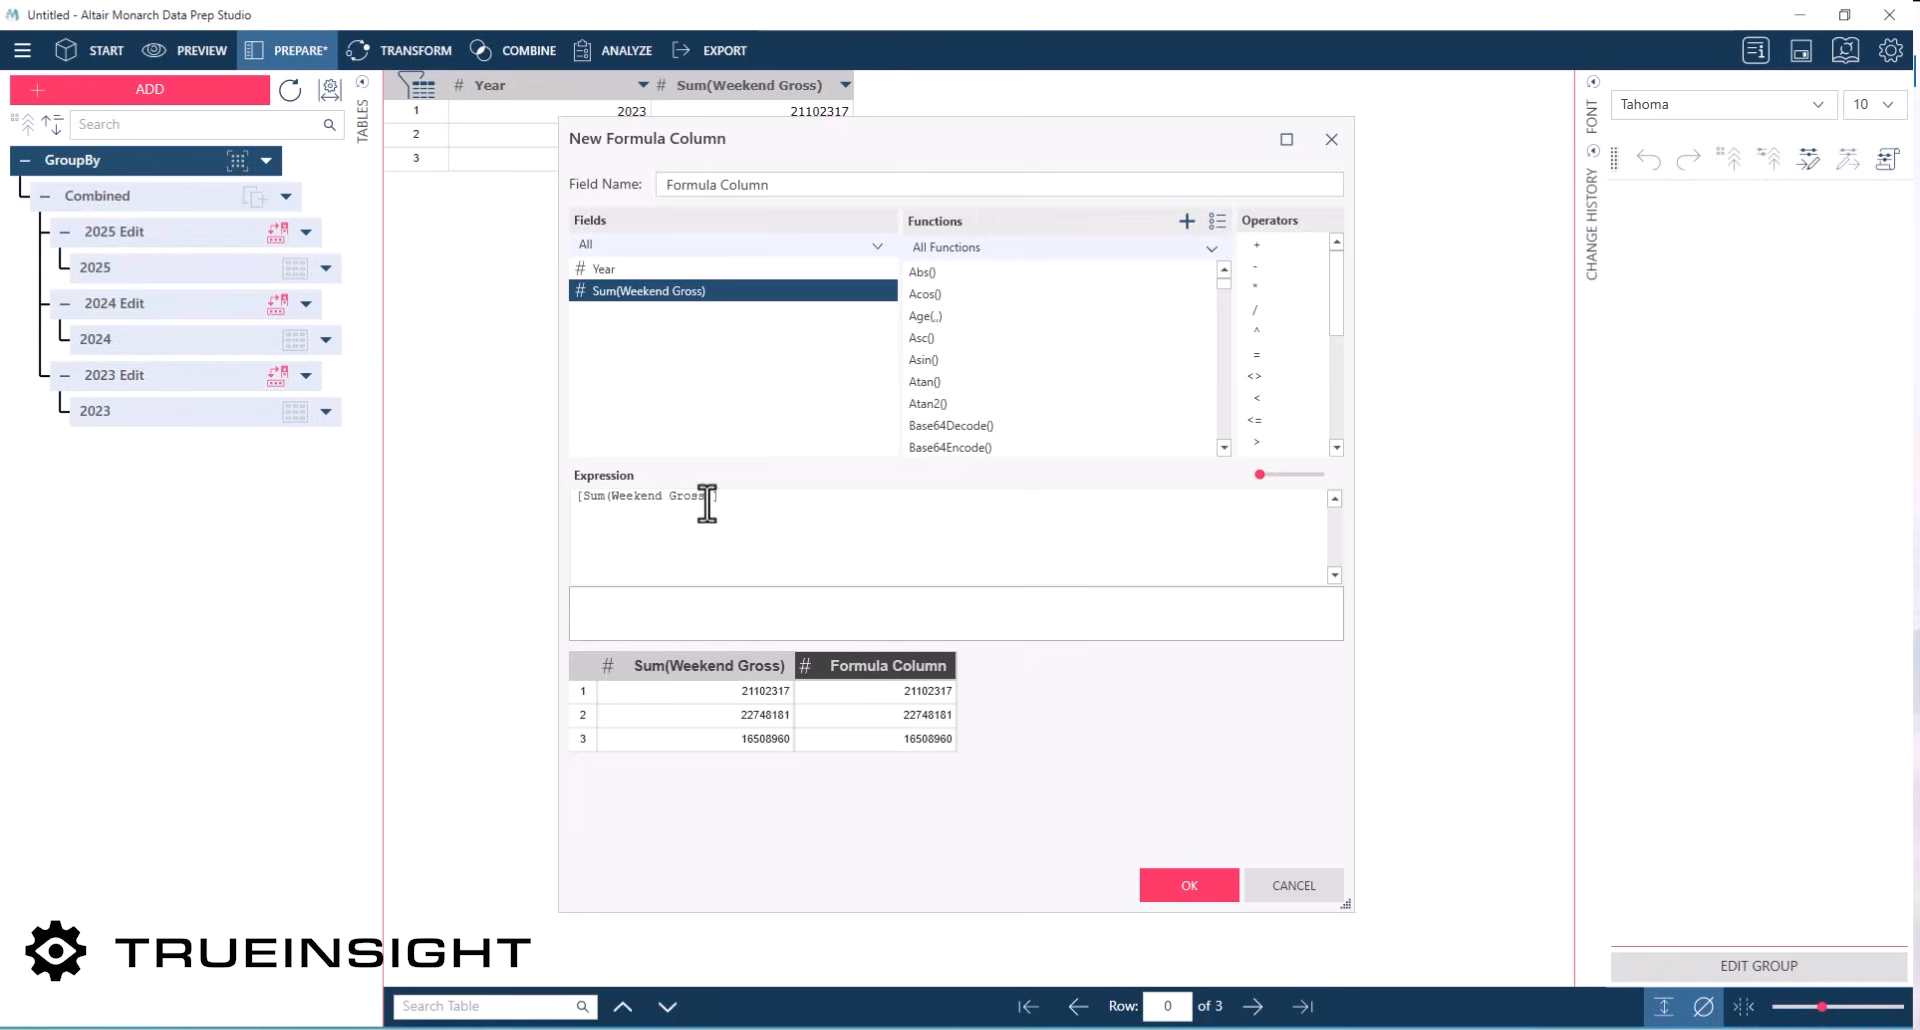 Untitled - Altair Monarch Data Prep Studio
START
PREVIEW
PREPARE*
TRANSFORM
COMBINE
ANALYZE
EXPORT
ADD
Search
TABLES
GroupBy
Combined
2025 Edit
2025
2024 Edit
2024
2023 Edit
2023
# Year
# Sum(Weekend Gross)
1 2023 21102317
2
3
New Formula Column
Field Name: Formula Column
Fields
All
# Year
# Sum(Weekend Gross)
Functions
All Functions
Abs()
Acos()
Age(,)
Asc()
Asin()
Atan()
Atan2()
Base64Decode()
Base64Encode()
Operators
+
-
*
/
^
=
<>
<
<=
>
Expression
[Sum(Weekend Gross)]
# Sum(Weekend Gross) # Formula Column
1 21102317 21102317
2 22748181 22748181
3 16508960 16508960
OK
CANCEL
FONT
Tahoma
10
CHANGE HISTORY
EDIT GROUP
TRUEINSIGHT
Search Table
Row: 0 of 3